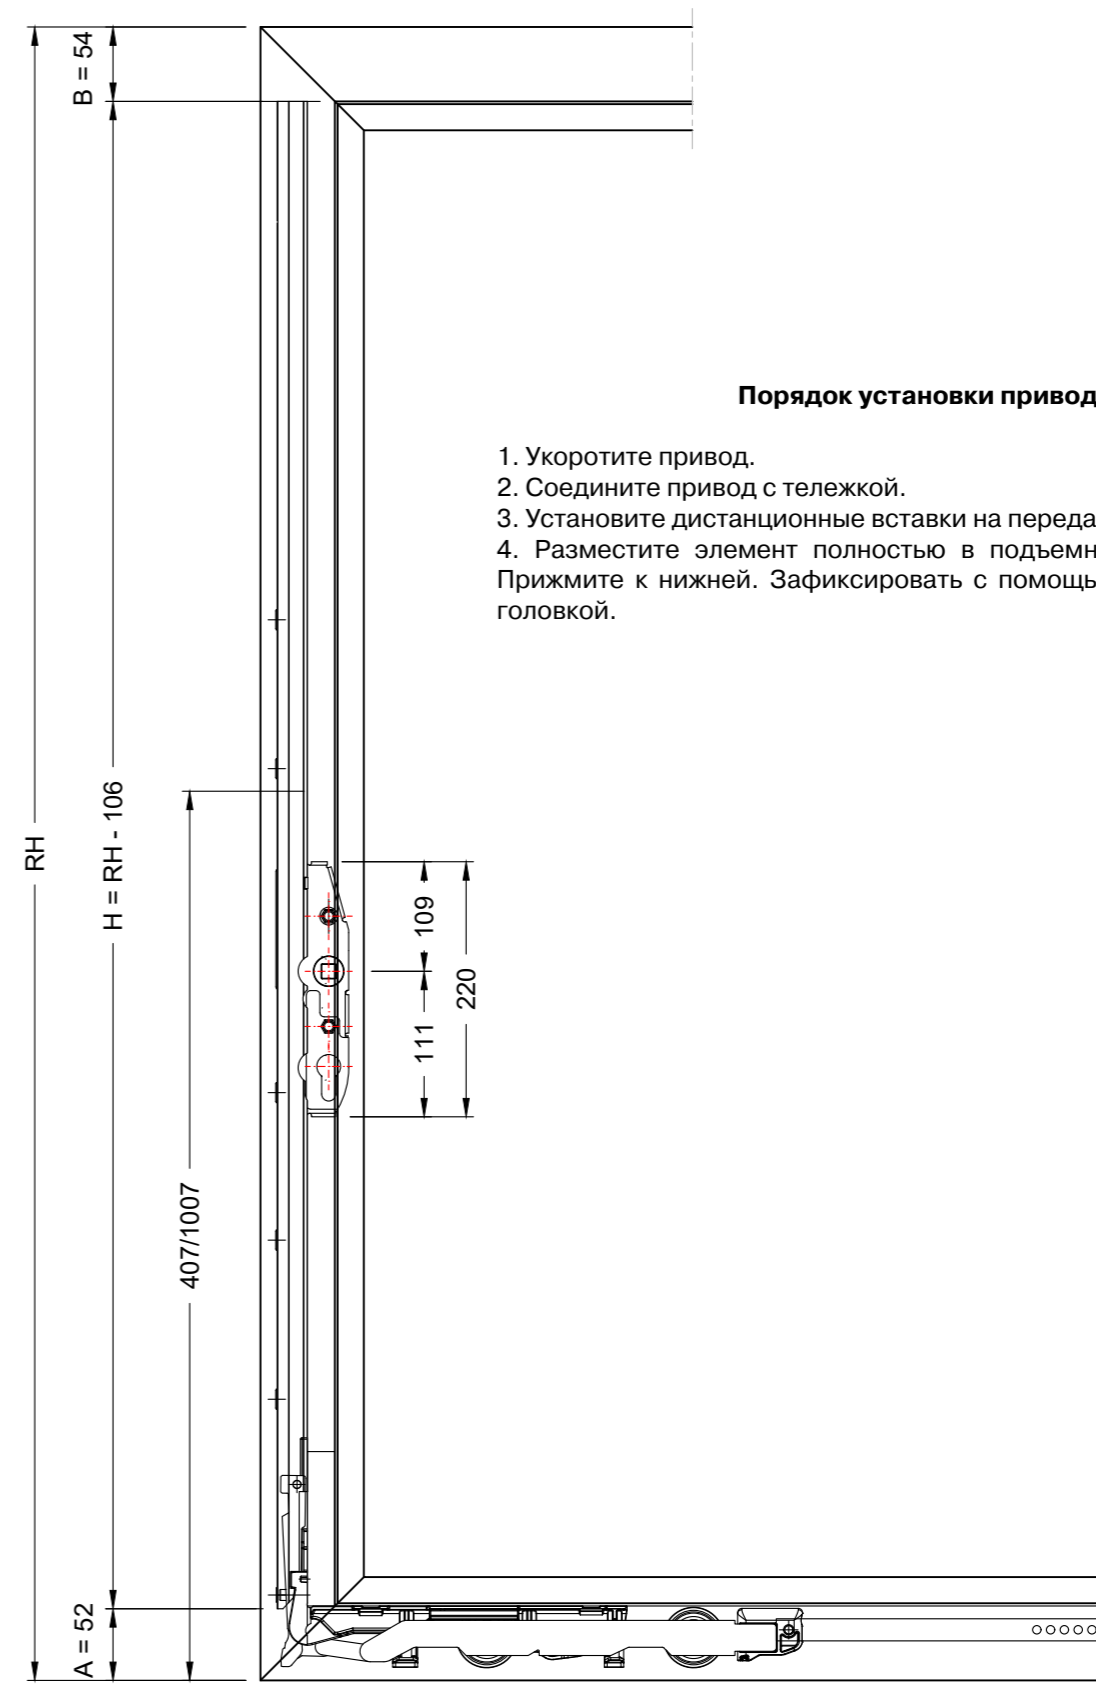 B = 54
Порядок установки привод
1. Укоротите привод.
2. Соедините привод с тележкой.
3. Установите дистанционные вставки на переда
4. Разместите элемент полностью в подъемн
Прижмите к нижней. Зафиксировать с помощь
головкой.
RH
H = RH - 106
109
220
111
407/1007
A = 52